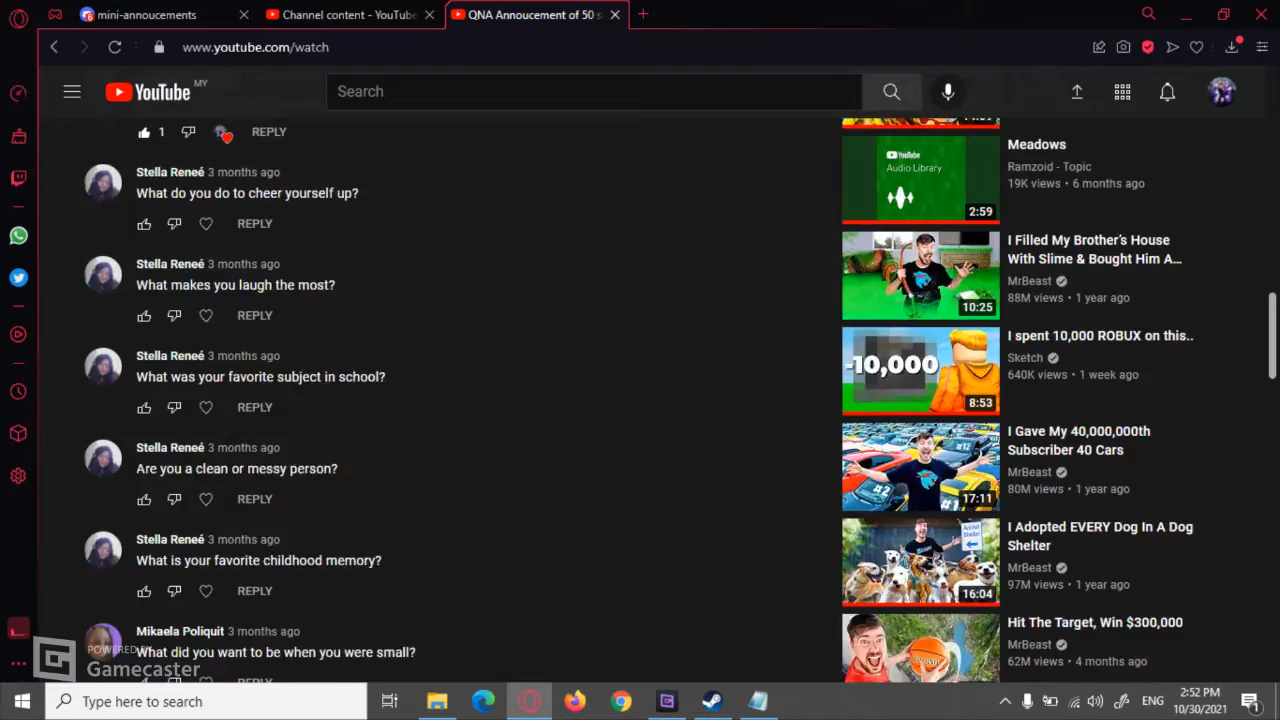 mini-annoucements
Channel content - YouTube
QNA Annoucement of 50 s
www.youtube.com/watch
YouTube MY
Search
1 REPLY
Stella Reneé 3 months ago
What do you do to cheer yourself up?
REPLY
Stella Reneé 3 months ago
What makes you laugh the most?
REPLY
Stella Reneé 3 months ago
What was your favorite subject in school?
REPLY
Stella Reneé 3 months ago
Are you a clean or messy person?
REPLY
Stella Reneé 3 months ago
What is your favorite childhood memory?
REPLY
Mikaela Poliquit 3 months ago
What did you want to be when you were small?
POWERED BY
Gamecaster
Meadows
Ramzoid - Topic
19K views • 6 months ago
YouTube
Audio Library
2:59
I Filled My Brother's House
With Slime & Bought Him A...
MrBeast
88M views • 1 year ago
10:25
I spent 10,000 ROBUX on this..
Sketch
640K views • 1 week ago
-10,000
8:53
I Gave My 40,000,000th
Subscriber 40 Cars
MrBeast
80M views • 1 year ago
#12
#2
17:11
I Adopted EVERY Dog In A Dog
Shelter
MrBeast
97M views • 1 year ago
Animal
Shelter
16:04
Hit The Target, Win $300,000
MrBeast
62M views • 4 months ago
Type here to search
ENG
2:52 PM
10/30/2021